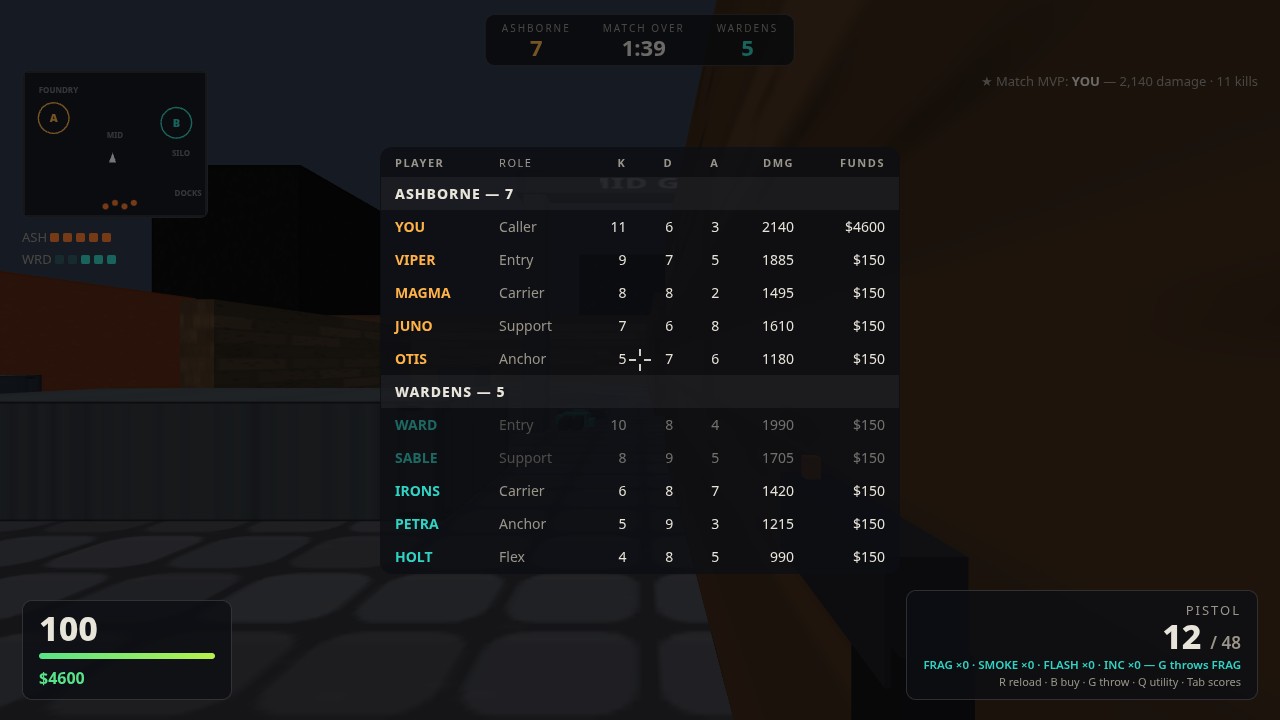 ASHBORNE MATCH OVER WARDENS
7 1:39 5
★ Match MVP: YOU — 2,140 damage · 11 kills
FOUNDRY
A
B
MID
SILO
DOCKS
ASH
WRD
PLAYER ROLE K D A DMG FUNDS
ASHBORNE — 7
YOU Caller 11 6 3 2140 $4600
VIPER Entry 9 7 5 1885 $150
MAGMA Carrier 8 8 2 1495 $150
JUNO Support 7 6 8 1610 $150
OTIS Anchor 5 7 6 1180 $150
WARDENS — 5
WARD Entry 10 8 4 1990 $150
SABLE Support 8 9 5 1705 $150
IRONS Carrier 6 8 7 1420 $150
PETRA Anchor 5 9 3 1215 $150
HOLT Flex 4 8 5 990 $150
100
$4600
PISTOL
12 / 48
FRAG ×0 · SMOKE ×0 · FLASH ×0 · INC ×0 — G throws FRAG
R reload · B buy · G throw · Q utility · Tab scores